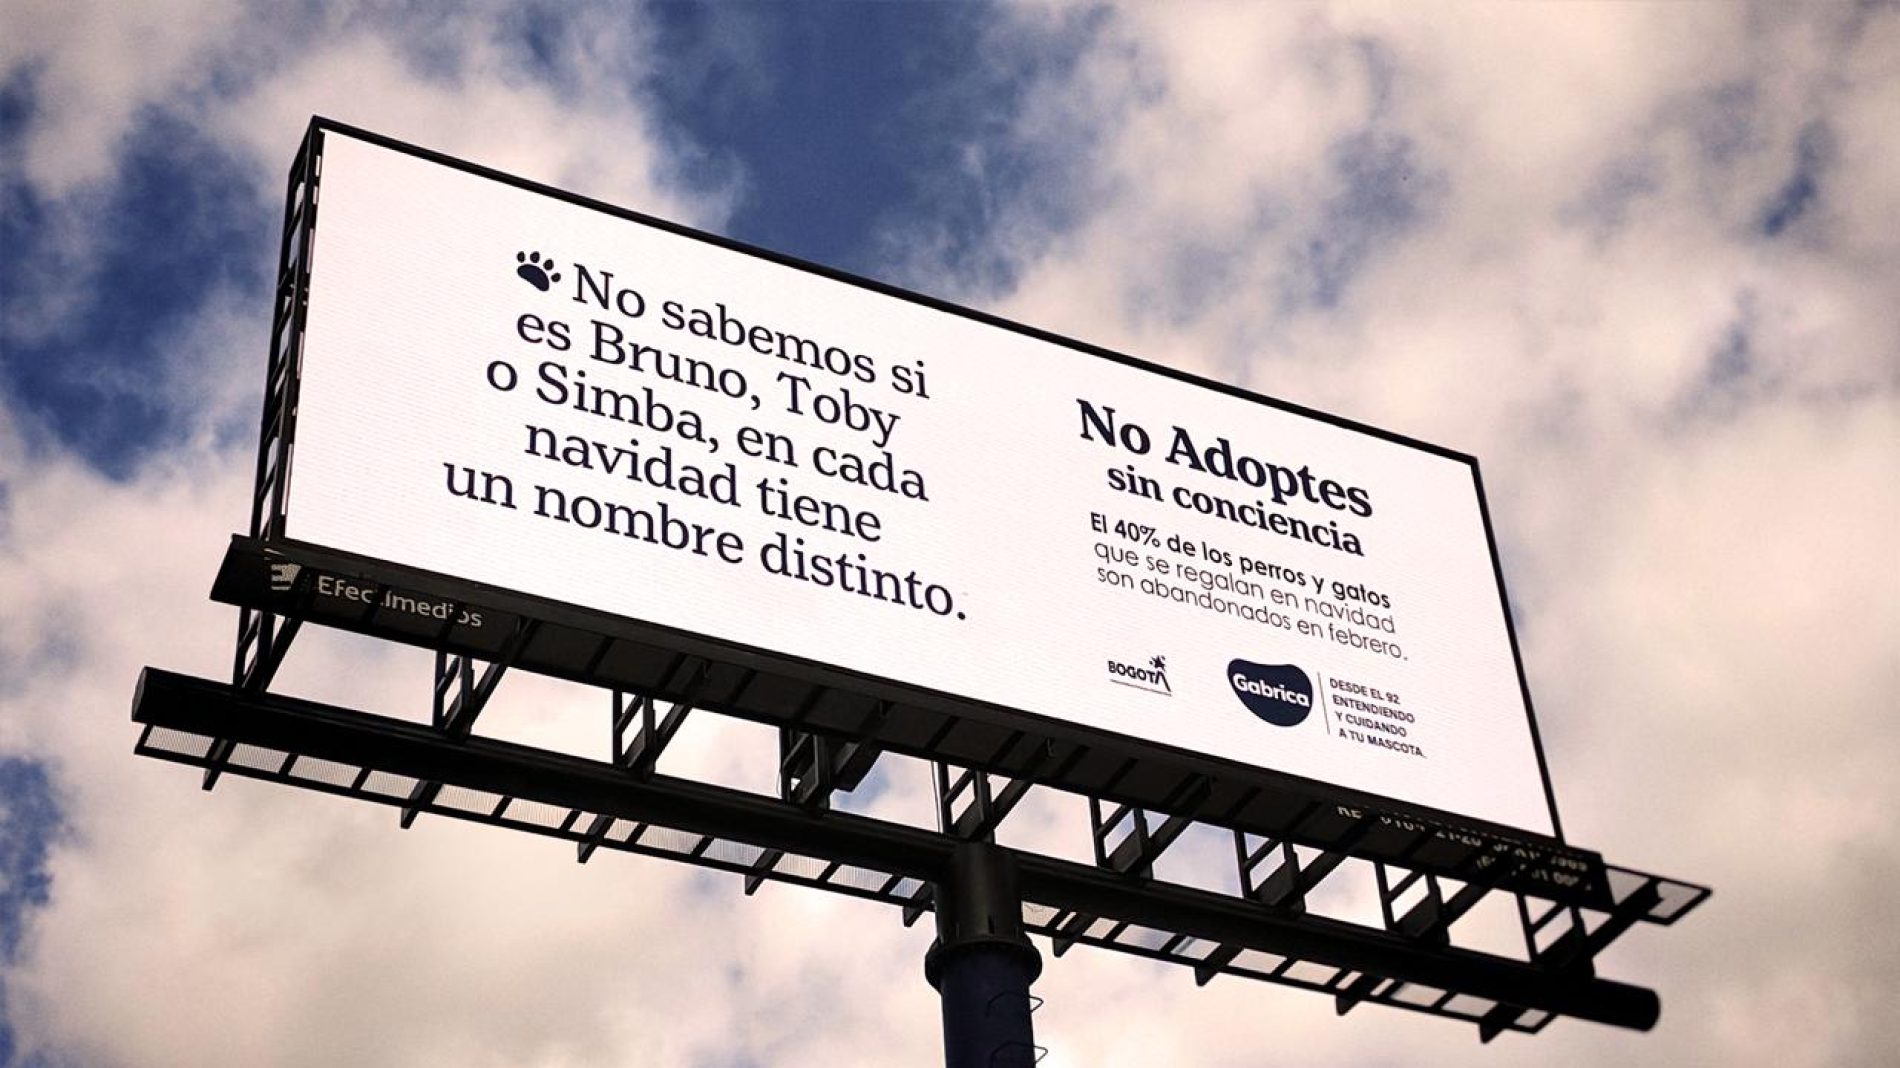 No sabemos si
es Bruno, Toby
o Simba, en cada
navidad tiene
un nombre distinto.
No Adoptes
sin conciencia
El 40% de los perros y gatos
que se regalan en navidad
son abandonados en febrero.
BOGOTÁ
Gabrica
DESDE EL 92
ENTENDIENDO
Y CUIDANDO
A TU MASCOTA.